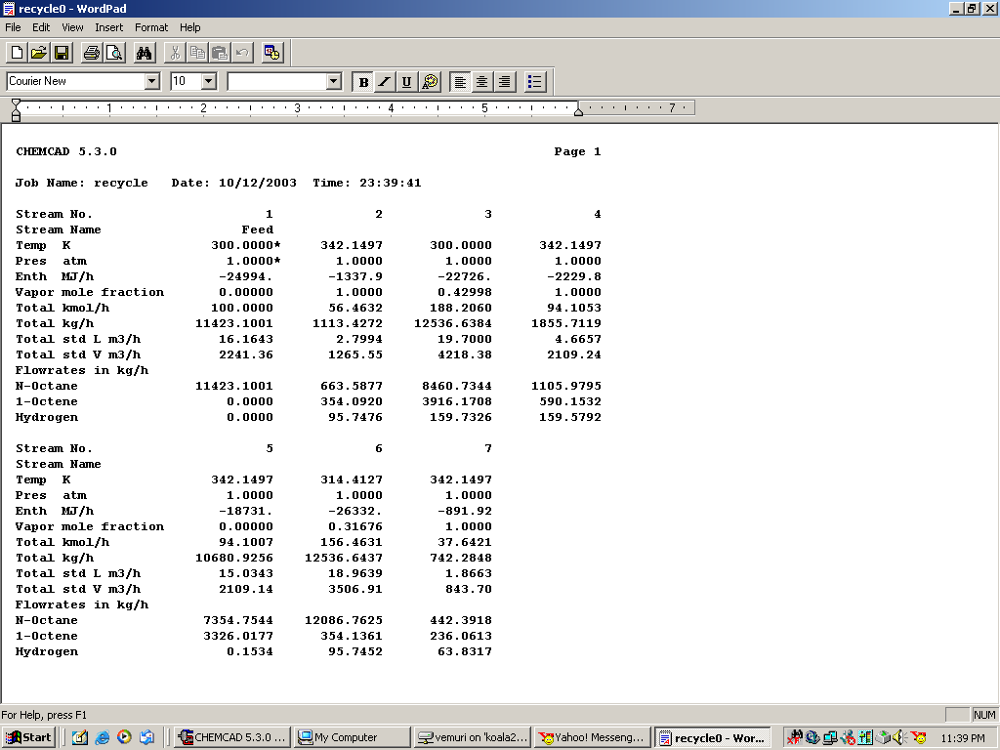 recycle0 - WordPad
File Edit View Insert Format Help
Courier New 10 B I U
1 2 3 4 5 7
CHEMCAD 5.3.0 Page 1
Job Name: recycle Date: 10/12/2003 Time: 23:39:41
Stream No. 1 2 3 4
Stream Name Feed
Temp K 300.0000* 342.1497 300.0000 342.1497
Pres atm 1.0000* 1.0000 1.0000 1.0000
Enth MJ/h -24994. -1337.9 -22726. -2229.8
Vapor mole fraction 0.00000 1.0000 0.42998 1.0000
Total kmol/h 100.0000 56.4632 188.2060 94.1053
Total kg/h 11423.1001 1113.4272 12536.6384 1855.7119
Total std L m3/h 16.1643 2.7994 19.7000 4.6657
Total std V m3/h 2241.36 1265.55 4218.38 2109.24
Flowrates in kg/h
N-Octane 11423.1001 663.5877 8460.7344 1105.9795
1-Octene 0.0000 354.0920 3916.1708 590.1532
Hydrogen 0.0000 95.7476 159.7326 159.5792
Stream No. 5 6 7
Stream Name
Temp K 342.1497 314.4127 342.1497
Pres atm 1.0000 1.0000 1.0000
Enth MJ/h -18731. -26332. -891.92
Vapor mole fraction 0.00000 0.31676 1.0000
Total kmol/h 94.1007 156.4631 37.6421
Total kg/h 10680.9256 12536.6437 742.2848
Total std L m3/h 15.0343 18.9639 1.8663
Total std V m3/h 2109.14 3506.91 843.70
Flowrates in kg/h
N-Octane 7354.7544 12086.7625 442.3918
1-Octene 3326.0177 354.1361 236.0613
Hydrogen 0.1534 95.7452 63.8317
For Help, press F1 NUM
Start CHEMCAD 5.3.0 ... My Computer vemuri on 'koala2... Yahoo! Messeng... recycle0 - Wor... 11:39 PM